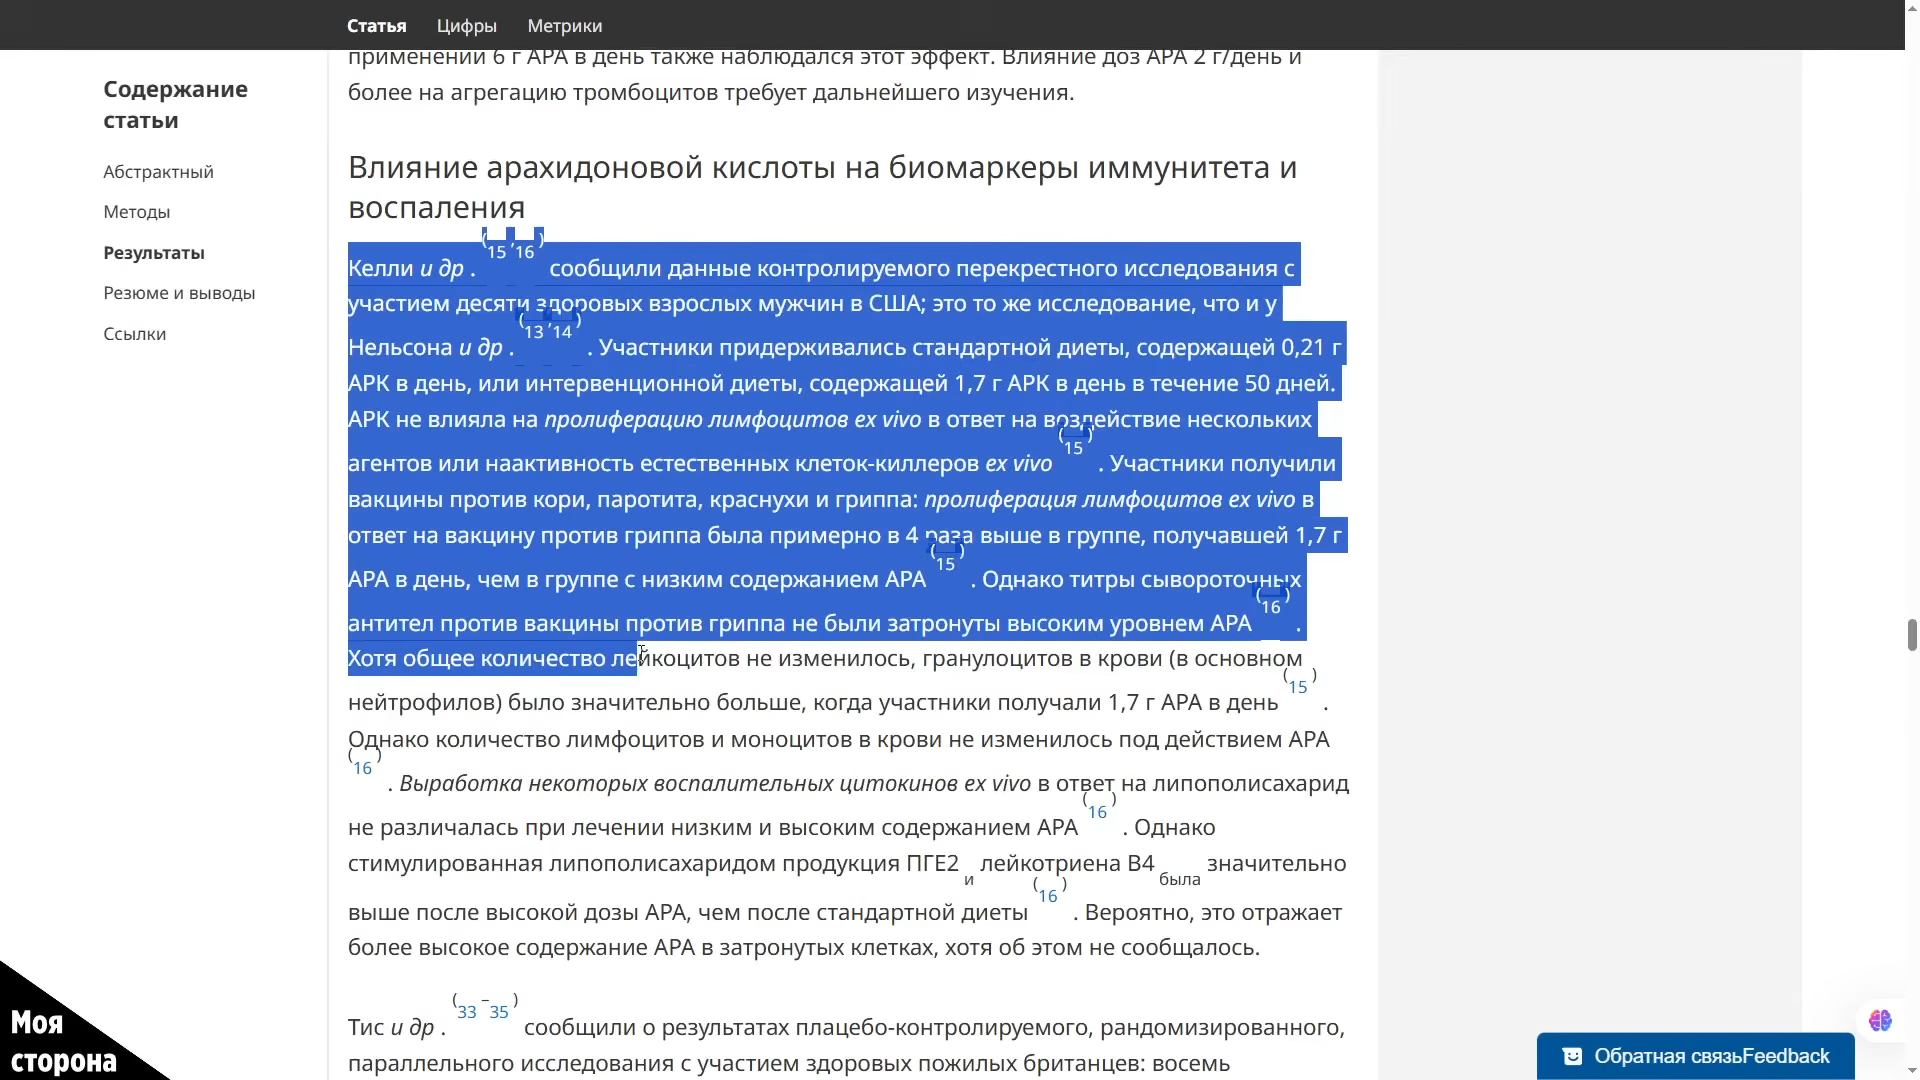 Статья Цифры Метрики
Содержание
статьи
Абстрактный
Методы
Результаты
Резюме и выводы
Ссылки
применении 6 г АРА в день также наблюдался этот эффект. Влияние доз АРА 2 г/день и
более на агрегацию тромбоцитов требует дальнейшего изучения.
Влияние арахидоновой кислоты на биомаркеры иммунитета и
воспаления
Келли и др . (15,16) сообщили данные контролируемого перекрестного исследования с
участием десяти здоровых взрослых мужчин в США; это то же исследование, что и у
Нельсона и др . (13,14) . Участники придерживались стандартной диеты, содержащей 0,21 г
АРК в день, или интервенционной диеты, содержащей 1,7 г АРК в день в течение 50 дней.
АРК не влияла на пролиферацию лимфоцитов ex vivo в ответ на воздействие нескольких
агентов или наактивность естественных клеток-киллеров ex vivo (15) . Участники получили
вакцины против кори, паротита, краснухи и гриппа: пролиферация лимфоцитов ex vivo в
ответ на вакцину против гриппа была примерно в 4 раза выше в группе, получавшей 1,7 г
АРА в день, чем в группе с низким содержанием АРА (15) . Однако титры сывороточных
антител против вакцины против гриппа не были затронуты высоким уровнем АРА (16) .
Хотя общее количество лейкоцитов не изменилось, гранулоцитов в крови (в основном
нейтрофилов) было значительно больше, когда участники получали 1,7 г АРА в день (15) .
Однако количество лимфоцитов и моноцитов в крови не изменилось под действием АРА
(16) . Выработка некоторых воспалительных цитокинов ex vivo в ответ на липополисахарид
не различалась при лечении низким и высоким содержанием АРА (16) . Однако
стимулированная липополисахаридом продукция ПГЕ2 и лейкотриена B4 была значительно
выше после высокой дозы АРА, чем после стандартной диеты (16) . Вероятно, это отражает
более высокое содержание АРА в затронутых клетках, хотя об этом не сообщалось.
Тис и др . (33–35) сообщили о результатах плацебо-контролируемого, рандомизированного,
параллельного исследования с участием здоровых пожилых британцев: восемь
Моя
сторона
Обратная связьFeedback